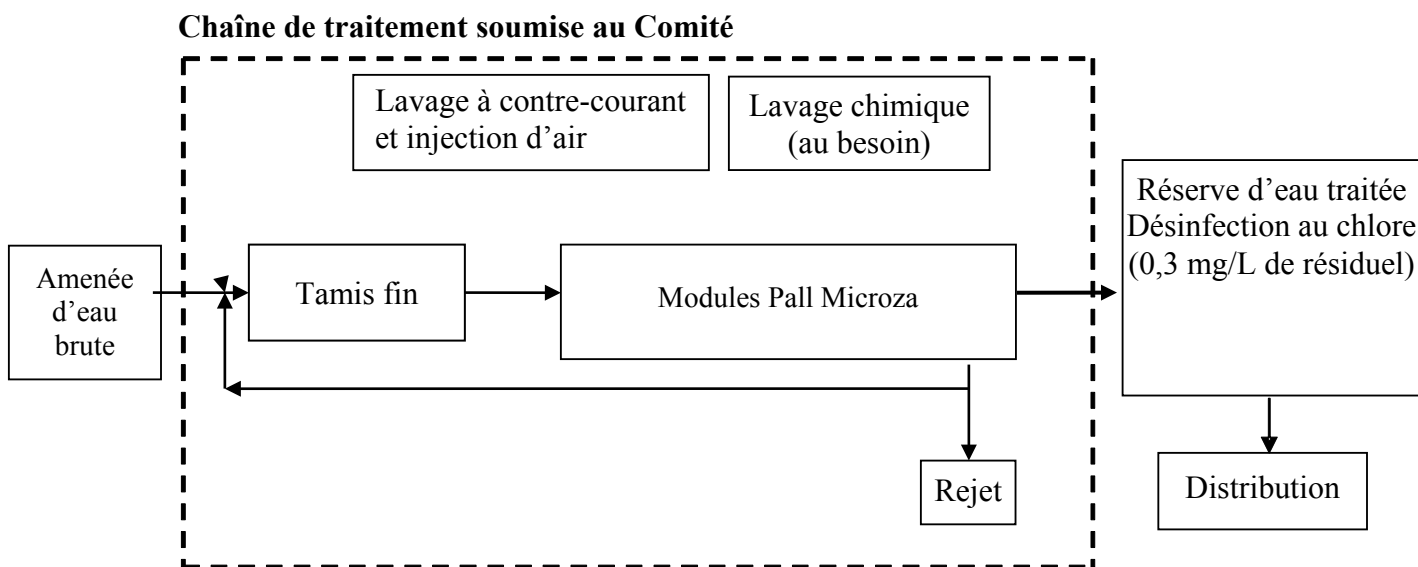 Chaîne de traitement soumise au Comité
Lavage à contre-courant
et injection d'air
Lavage chimique
(au besoin)
Réserve d'eau traitée
Désinfection au chlore
(0,3 mg/L de résiduel)
Amenée
d'eau
brute
Tamis fin
Modules Pall Microza
Rejet
Distribution